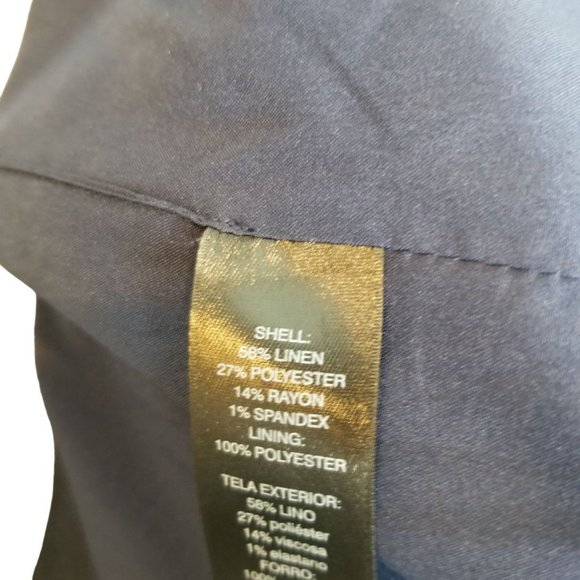 SHELL:
58% LINEN
27% POLYESTER
14% RAYON
1% SPANDEX
LINING:
100% POLYESTER
TELA EXTERIOR:
58% LINO
27% poliéster
14% viscosa
1% elastano
FORRO:
100%